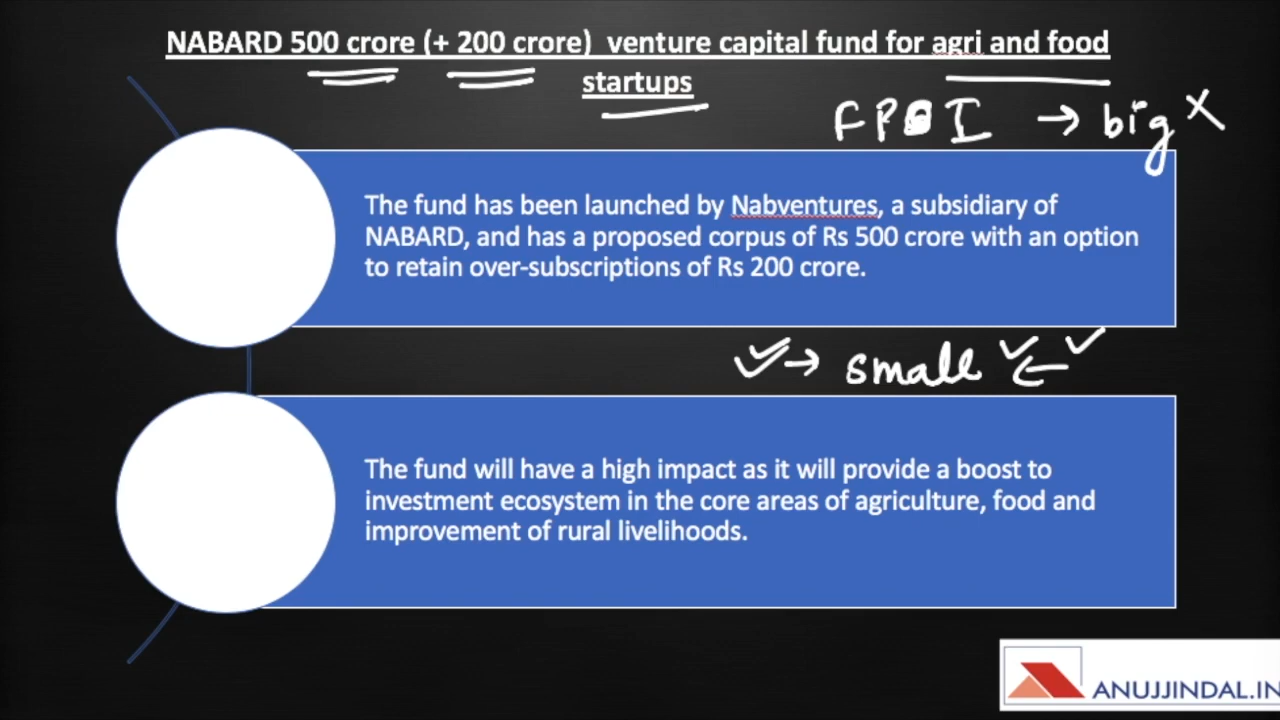 NABARD 500 crore (+ 200 crore) venture capital fund for agri and food
startups
FP I → big X
The fund has been launched by Nabventures, a subsidiary of
NABARD, and has a proposed corpus of Rs 500 crore with an option
to retain over-subscriptions of Rs 200 crore.
✓ → small ✓ ← ✓
The fund will have a high impact as it will provide a boost to
investment ecosystem in the core areas of agriculture, food and
improvement of rural livelihoods.
ANUJJINDAL.IN